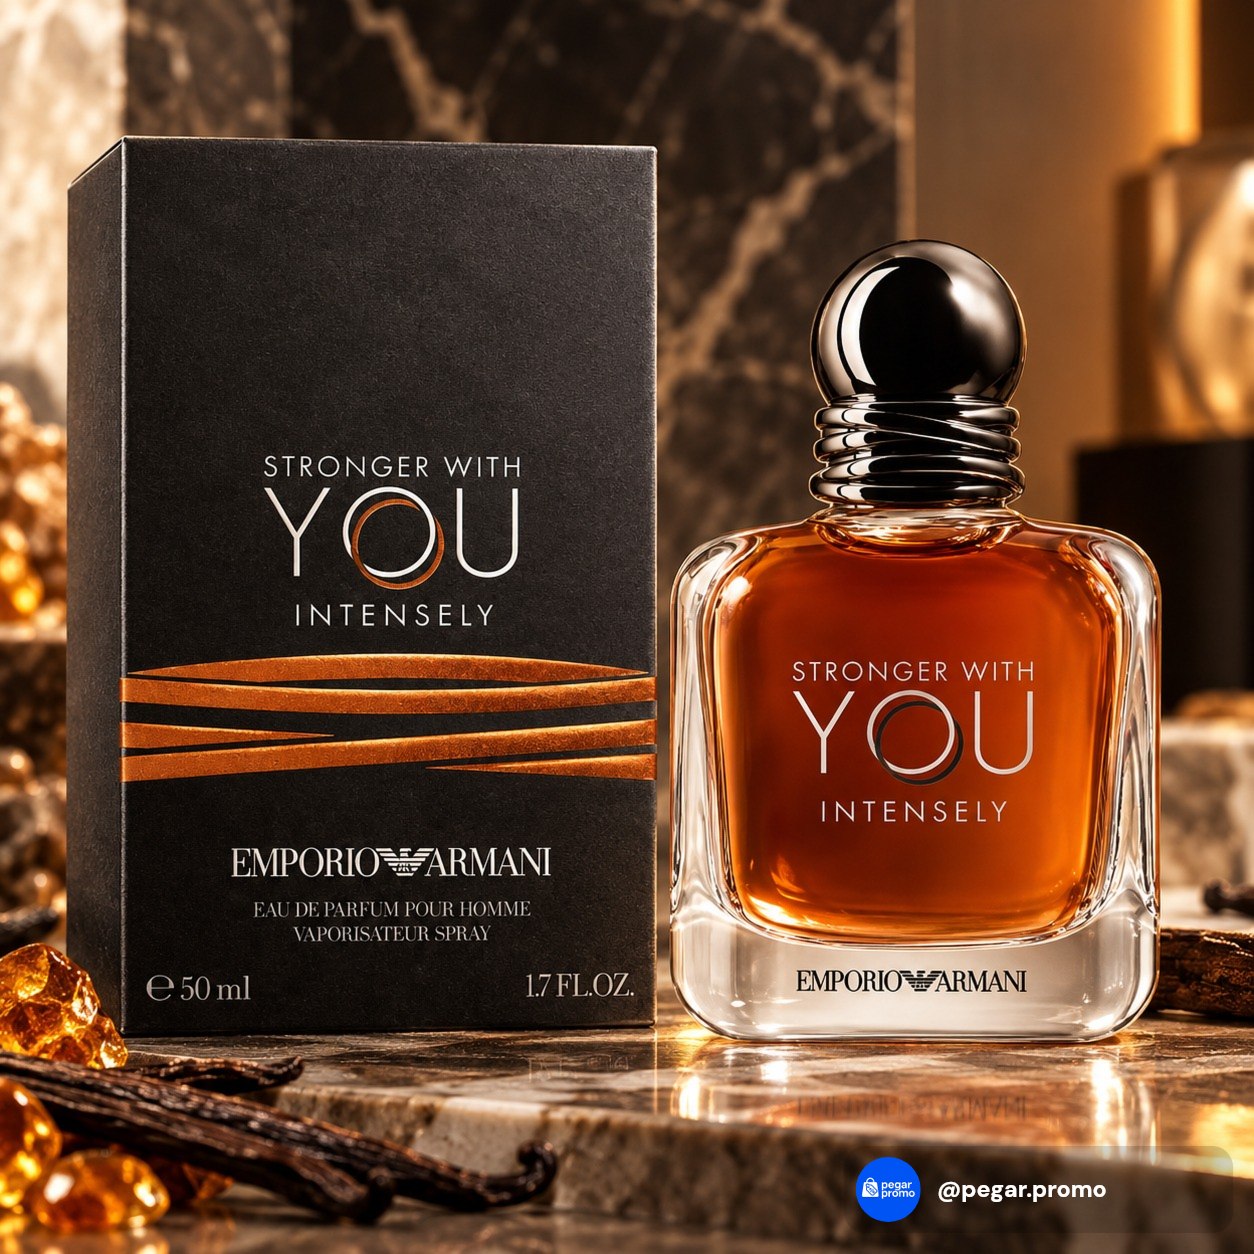 STRONGER WITH
YOU
INTENSELY
EMPORIO ARMANI
EAU DE PARFUM POUR HOMME
VAPORISATEUR SPRAY
℮ 50 ml
1.7 FL.OZ.
STRONGER WITH
YOU
INTENSELY
EMPORIO ARMANI
pegar
promo
@pegar.promo